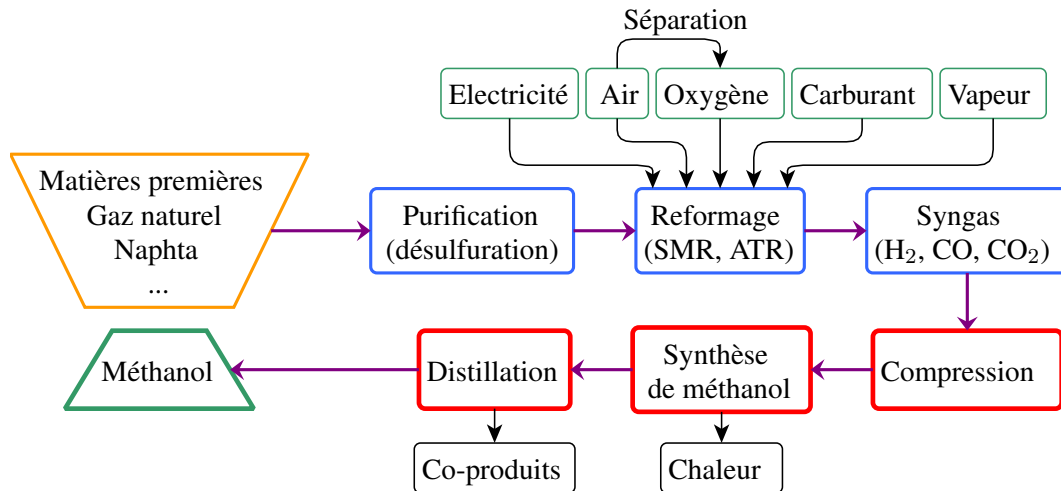 Séparation
Electricité
Air
Oxygène
Carburant
Vapeur
Matières premières
Gaz naturel
Naphta
...
Purification
(désulfuration)
Reformage
(SMR, ATR)
Syngas
(H₂, CO, CO₂)
Méthanol
Distillation
Synthèse
de méthanol
Compression
Co-produits
Chaleur